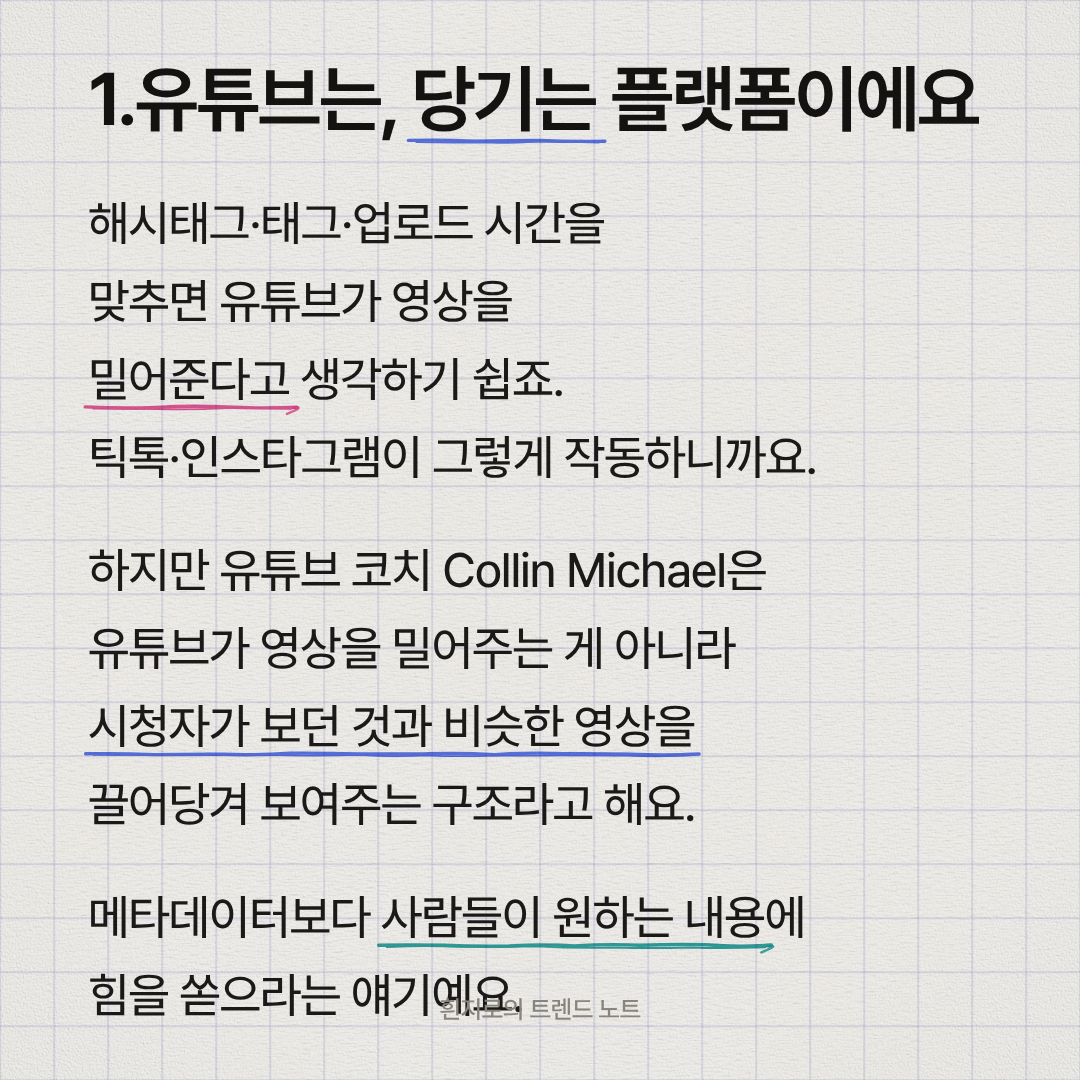 1.유튜브는, 당기는 플랫폼이에요
해시태그·태그·업로드 시간을
맞추면 유튜브가 영상을
밀어준다고 생각하기 쉽죠.
틱톡·인스타그램이 그렇게 작동하니까요.
하지만 유튜브 코치 Collin Michael은
유튜브가 영상을 밀어주는 게 아니라
시청자가 보던 것과 비슷한 영상을
끌어당겨 보여주는 구조라고 해요.
메타데이터보다 사람들이 원하는 내용에
힘을 쏟으라는 얘기예요.
트렌드 노트